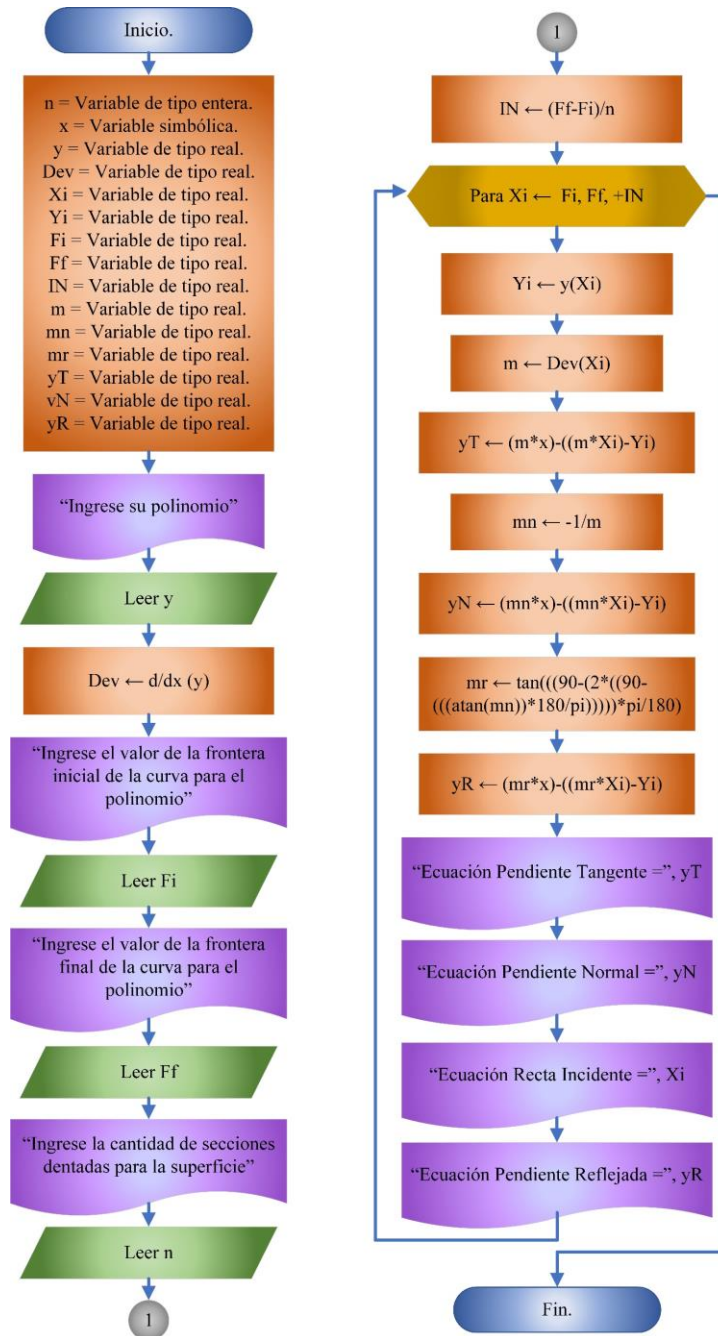 Inicio.
n = Variable de tipo entera.
x = Variable simbólica.
y = Variable de tipo real.
Dev = Variable de tipo real.
Xi = Variable de tipo real.
Yi = Variable de tipo real.
Fi = Variable de tipo real.
Ff = Variable de tipo real.
IN = Variable de tipo real.
m = Variable de tipo real.
mn = Variable de tipo real.
mr = Variable de tipo real.
yT = Variable de tipo real.
vN = Variable de tipo real.
yR = Variable de tipo real.
“Ingrese su polinomio”
Leer y
Dev ← d/dx (y)
“Ingrese el valor de la frontera
inicial de la curva para el
polinomio”
Leer Fi
“Ingrese el valor de la frontera
final de la curva para el
polinomio”
Leer Ff
“Ingrese la cantidad de secciones
dentadas para la superficie”
Leer n
1
1
IN ← (Ff-Fi)/n
Para Xi ← Fi, Ff, +IN
Yi ← y(Xi)
m ← Dev(Xi)
yT ← (m*x)-((m*Xi)-Yi)
mn ← -1/m
yN ← (mn*x)-((mn*Xi)-Yi)
mr ← tan(((90-(2*((90-
(((atan(mn))*180/pi)))))*pi/180)
yR ← (mr*x)-((mr*Xi)-Yi)
“Ecuación Pendiente Tangente =”, yT
“Ecuación Pendiente Normal =”, yN
“Ecuación Recta Incidente =”, Xi
“Ecuación Pendiente Reflejada =”, yR
Fin.